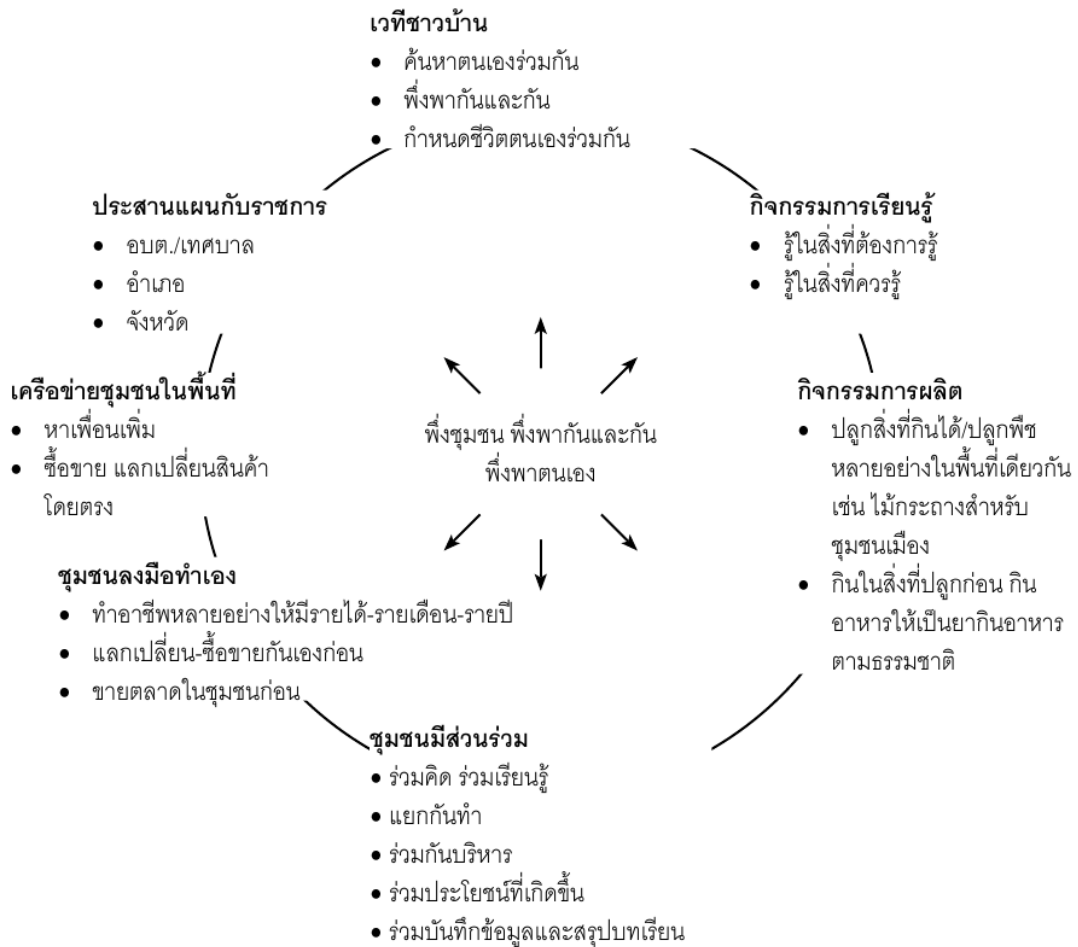 เวทีชาวบ้าน
• ค้นหาตนเองร่วมกัน
• พึ่งพากันและกัน
• กำหนดชีวิตตนเองร่วมกัน
กิจกรรมการเรียนรู้
• รู้ในสิ่งที่ต้องการรู้
• รู้ในสิ่งที่ควรรู้
กิจกรรมการผลิต
• ปลูกสิ่งที่กินได้/ปลูกพืช
หลายอย่างในพื้นที่เดียวกัน
เช่น ไม้กระถางสำหรับ
ชุมชนเมือง
• กินในสิ่งที่ปลูกก่อน กิน
อาหารให้เป็นยากินอาหาร
ตามธรรมชาติ
ชุมชนมีส่วนร่วม
• ร่วมคิด ร่วมเรียนรู้
• แยกกันทำ
• ร่วมกันบริหาร
• ร่วมประโยชน์ที่เกิดขึ้น
• ร่วมบันทึกข้อมูลและสรุปบทเรียน
ชุมชนลงมือทำเอง
• ทำอาชีพหลายอย่างให้มีรายได้-รายเดือน-รายปี
• แลกเปลี่ยน-ซื้อขายกันเองก่อน
• ขายตลาดในชุมชนก่อน
เครือข่ายชุมชนในพื้นที่
• หาเพื่อนเพิ่ม
• ซื้อขาย แลกเปลี่ยนสินค้า
โดยตรง
ประสานแผนกับราชการ
• อบต./เทศบาล
• อำเภอ
• จังหวัด
พึ่งชุมชน พึ่งพากันและกัน
พึ่งพาตนเอง